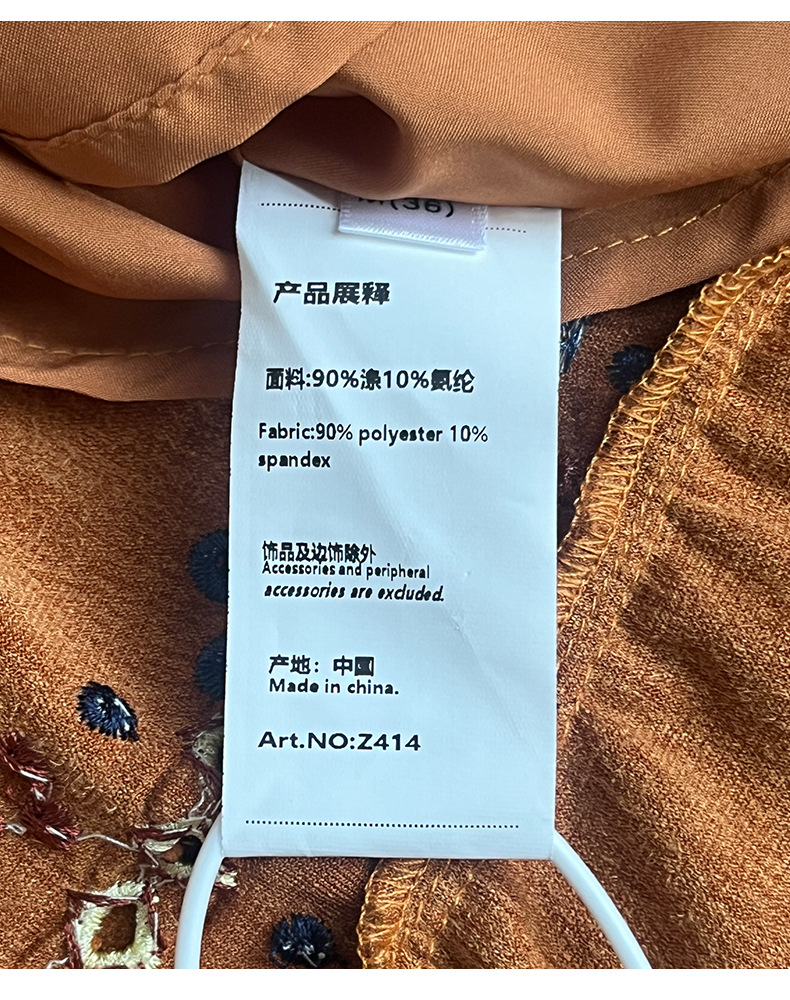 (36)
产品展释
面料:90%涤10%氨纶
Fabric:90% polyester 10%
spandex
饰品及边饰除外
Accessories and peripheral
accessories are excluded.
产地：中国
Made in china.
Art.NO:Z414